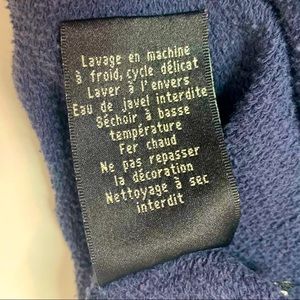 Lavage en machine
à froid, cycle délicat
Laver à l'envers
Eau de javel interdite
Séchoir à basse
température
Fer chaud
Ne pas repasser
la décoration
Nettoyage à sec
interdit